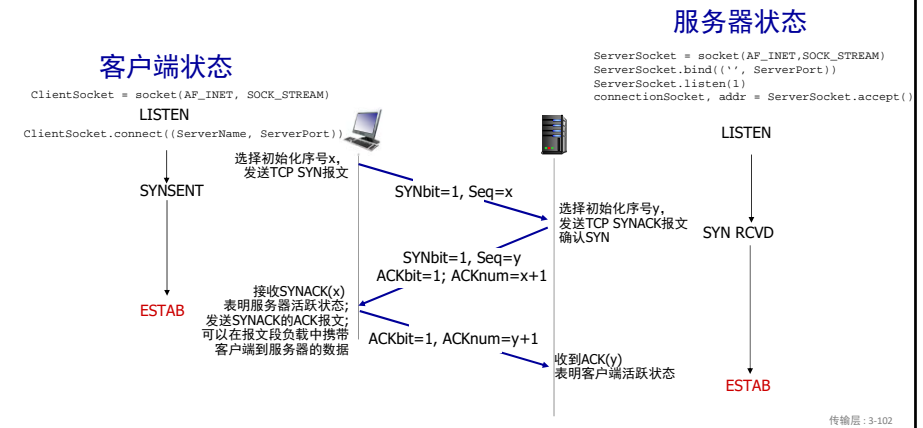 服务器状态
ServerSocket = socket(AF_INET,SOCK_STREAM)
ServerSocket.bind((‘’, ServerPort))
ServerSocket.listen(1)
connectionSocket, addr = ServerSocket.accept()
客户端状态
ClientSocket = socket(AF_INET, SOCK_STREAM)
LISTEN
ClientSocket.connect((ServerName, ServerPort))
LISTEN
选择初始化序号x,
发送TCP SYN报文
SYNSENT
SYNbit=1, Seq=x
选择初始化序号y,
发送TCP SYNACK报文
确认SYN
SYN RCVD
SYNbit=1, Seq=y
ACKbit=1; ACKnum=x+1
接收SYNACK(x)
表明服务器活跃状态;
发送SYNACK的ACK报文;
可以在报文段负载中携带
客户端到服务器的数据
ESTAB
ACKbit=1, ACKnum=y+1
收到ACK(y)
表明客户端活跃状态
ESTAB
传输层 : 3-102